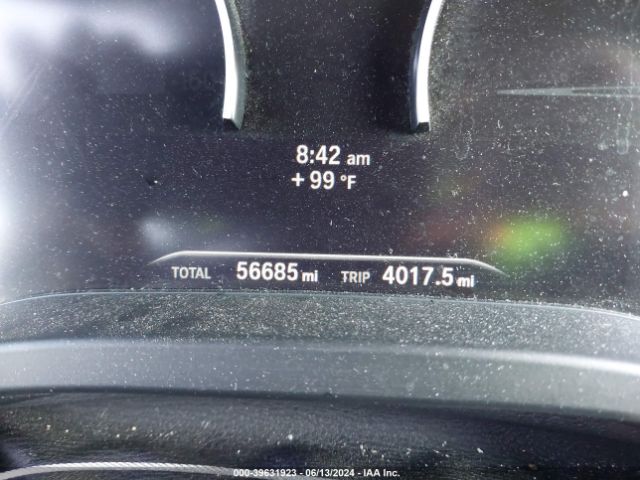 8:42 am
+ 99 °F
TOTAL 56685 mi TRIP 4017.5 mi
000-39631923 - 06/13/2024 - IAA Inc.